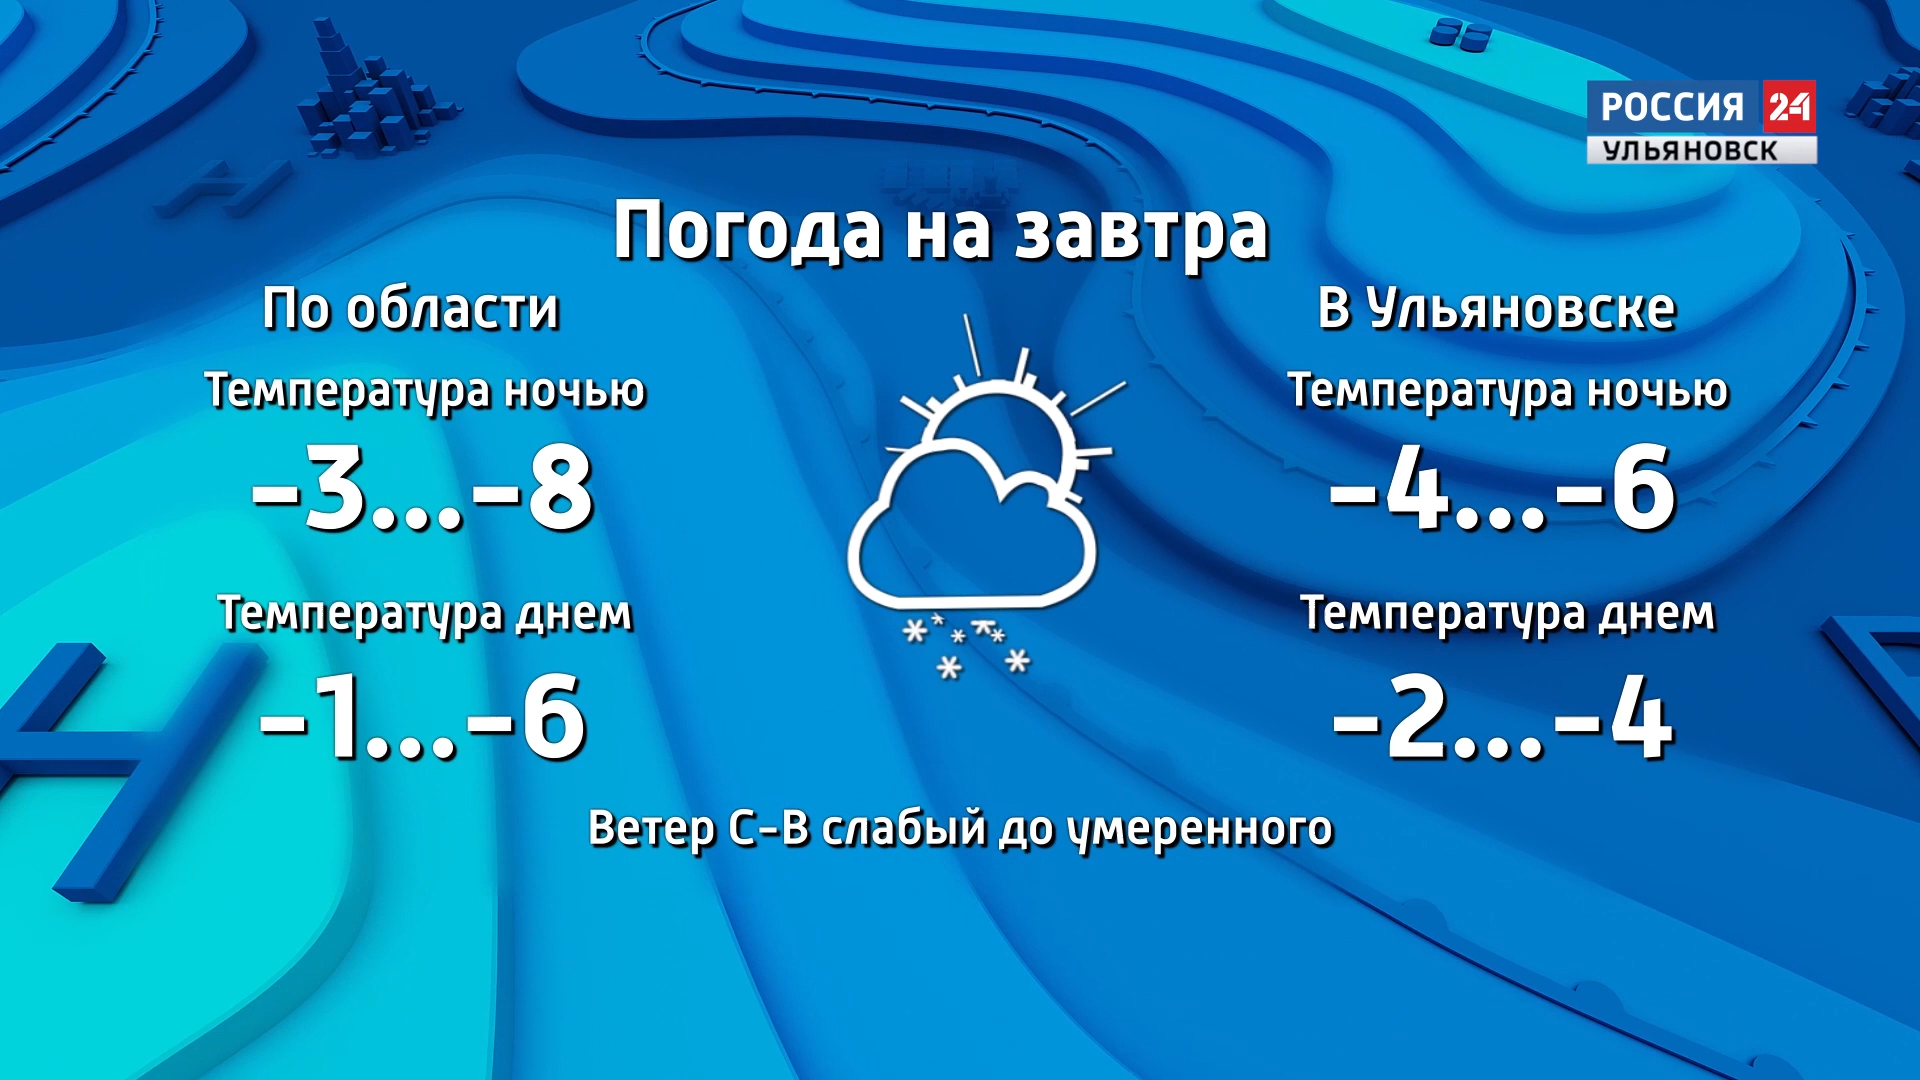 РОССИЯ 24
УЛЬЯНОВСК
Погода на завтра
По области
Температура ночью
-3...-8
Температура днем
-1...-6
В Ульяновске
Температура ночью
-4...-6
Температура днем
-2...-4
Ветер С-В слабый до умеренного